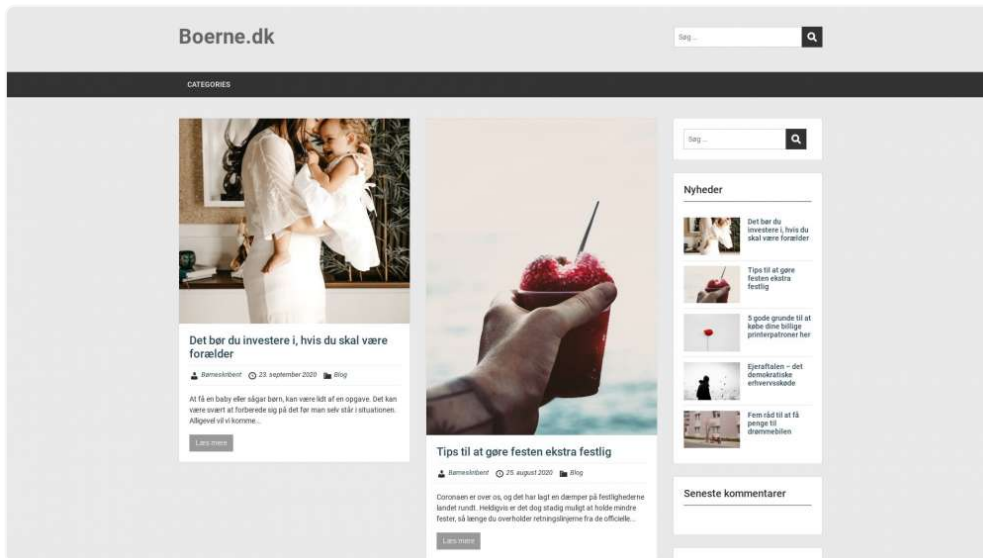 Boerne.dk
Søg ...
CATEGORIES
Det bør du investere i, hvis du skal være
forælder
Børneskribent 23. september 2020 Blog
At få en baby eller sågar børn, kan være lidt af en opgave. Det kan
være svært at forberede sig på det før man selv står i situationen.
Alligevel vil vi komme...
Læs mere
Tips til at gøre festen ekstra festlig
Børneskribent 25. august 2020 Blog
Coronaen er over os, og det har lagt en dæmper på festlighederne
landet rundt. Heldigvis er det dog stadig muligt at holde mindre
fester, så længe du overholder retningslinjerne fra de officielle...
Læs mere
Søg ...
Nyheder
Det bør du
investere i, hvis du
skal være forælder
Tips til at gøre
festen ekstra
festlig
5 gode grunde til at
købe dine billige
printerpatroner her
Ejeraftalen – det
demokratiske
erhvervsskøde
Fem råd til at få
penge til
drømmebilen
Seneste kommentarer